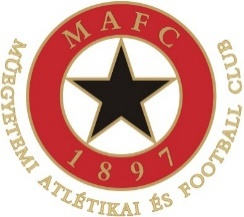 MAFC
1897
MŰEGYETEMI ATLÉTIKAI ÉS FOOTBALL CLUB